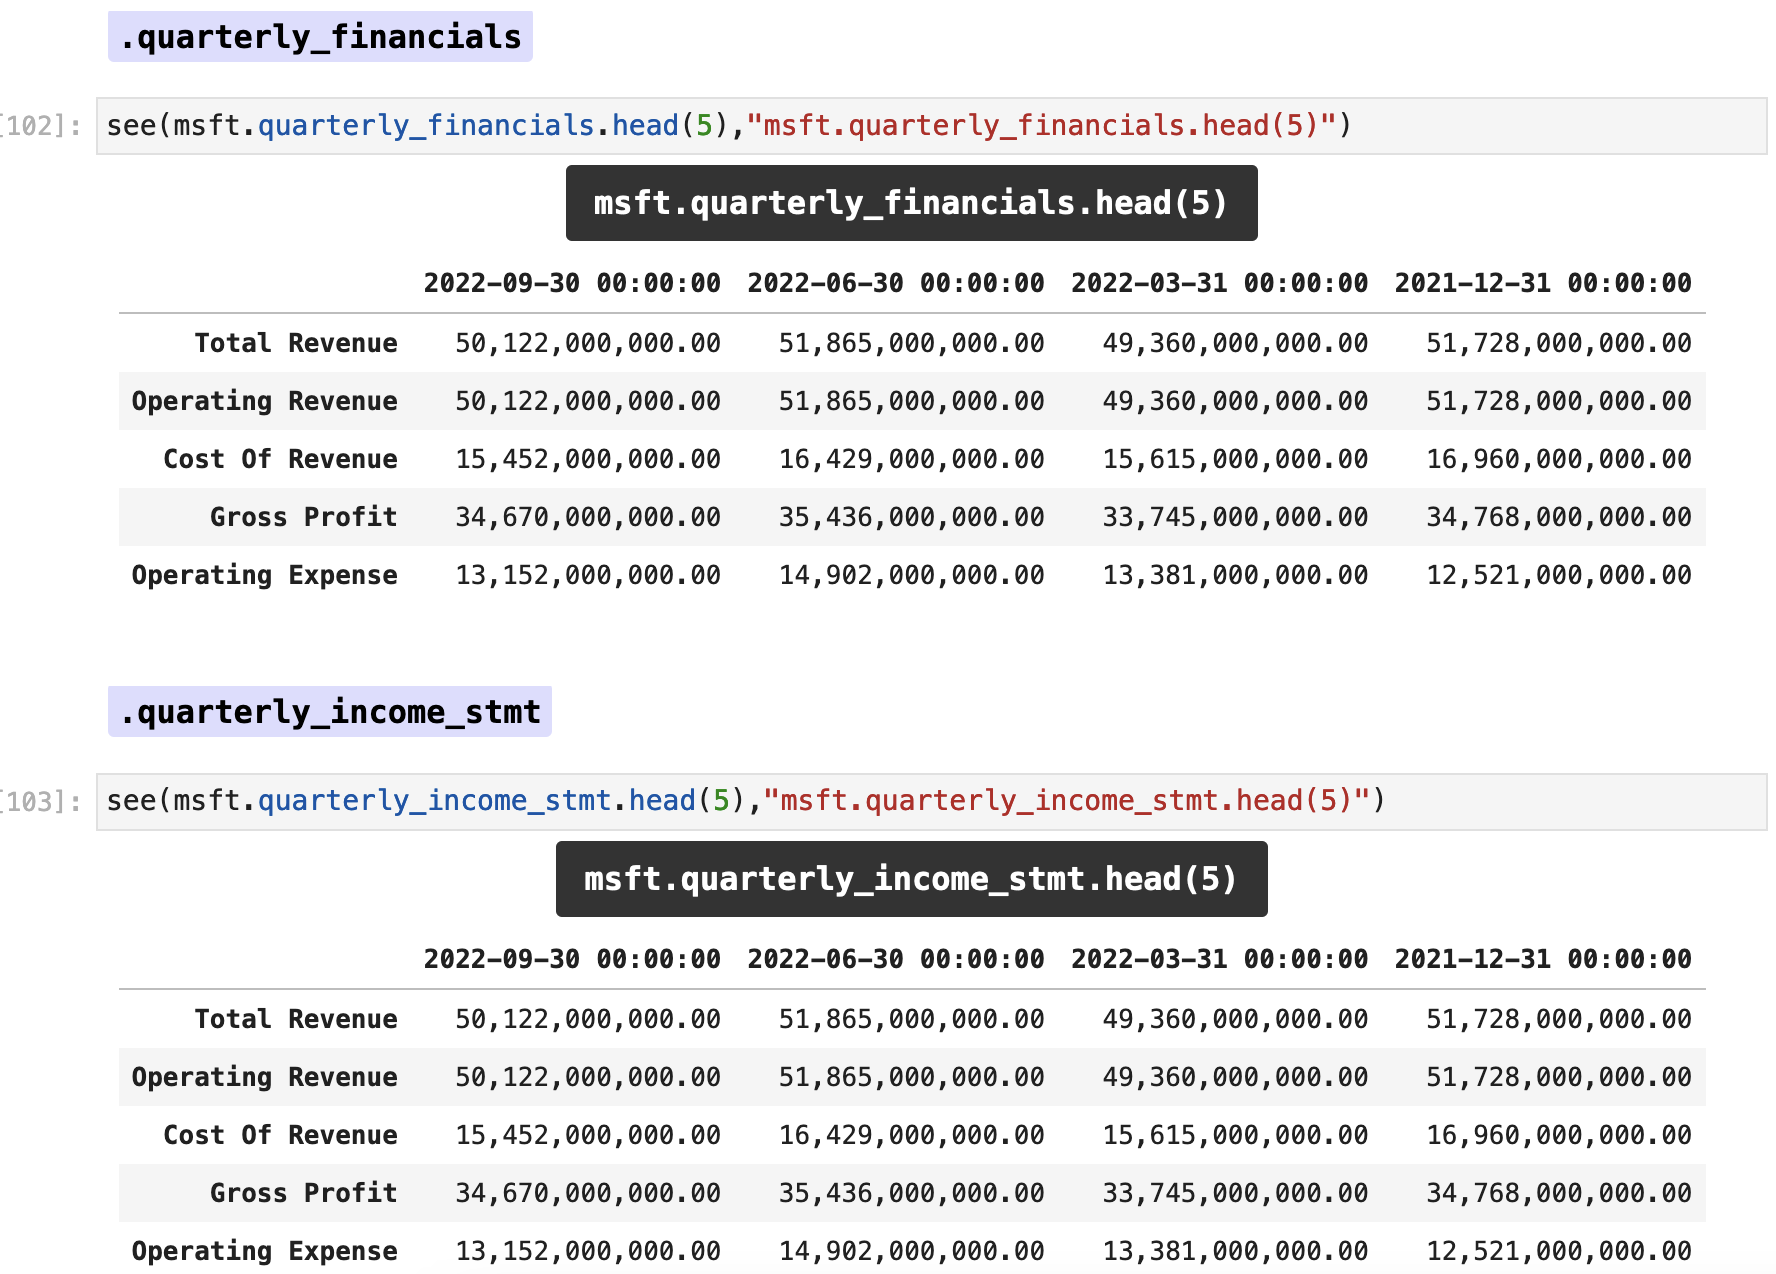 .quarterly_financials
[102]: see(msft.quarterly_financials.head(5),"msft.quarterly_financials.head(5)")
msft.quarterly_financials.head(5)
2022-09-30 00:00:00 2022-06-30 00:00:00 2022-03-31 00:00:00 2021-12-31 00:00:00
Total Revenue 50,122,000,000.00 51,865,000,000.00 49,360,000,000.00 51,728,000,000.00
Operating Revenue 50,122,000,000.00 51,865,000,000.00 49,360,000,000.00 51,728,000,000.00
Cost Of Revenue 15,452,000,000.00 16,429,000,000.00 15,615,000,000.00 16,960,000,000.00
Gross Profit 34,670,000,000.00 35,436,000,000.00 33,745,000,000.00 34,768,000,000.00
Operating Expense 13,152,000,000.00 14,902,000,000.00 13,381,000,000.00 12,521,000,000.00
.quarterly_income_stmt
[103]: see(msft.quarterly_income_stmt.head(5),"msft.quarterly_income_stmt.head(5)")
msft.quarterly_income_stmt.head(5)
2022-09-30 00:00:00 2022-06-30 00:00:00 2022-03-31 00:00:00 2021-12-31 00:00:00
Total Revenue 50,122,000,000.00 51,865,000,000.00 49,360,000,000.00 51,728,000,000.00
Operating Revenue 50,122,000,000.00 51,865,000,000.00 49,360,000,000.00 51,728,000,000.00
Cost Of Revenue 15,452,000,000.00 16,429,000,000.00 15,615,000,000.00 16,960,000,000.00
Gross Profit 34,670,000,000.00 35,436,000,000.00 33,745,000,000.00 34,768,000,000.00
Operating Expense 13,152,000,000.00 14,902,000,000.00 13,381,000,000.00 12,521,000,000.00